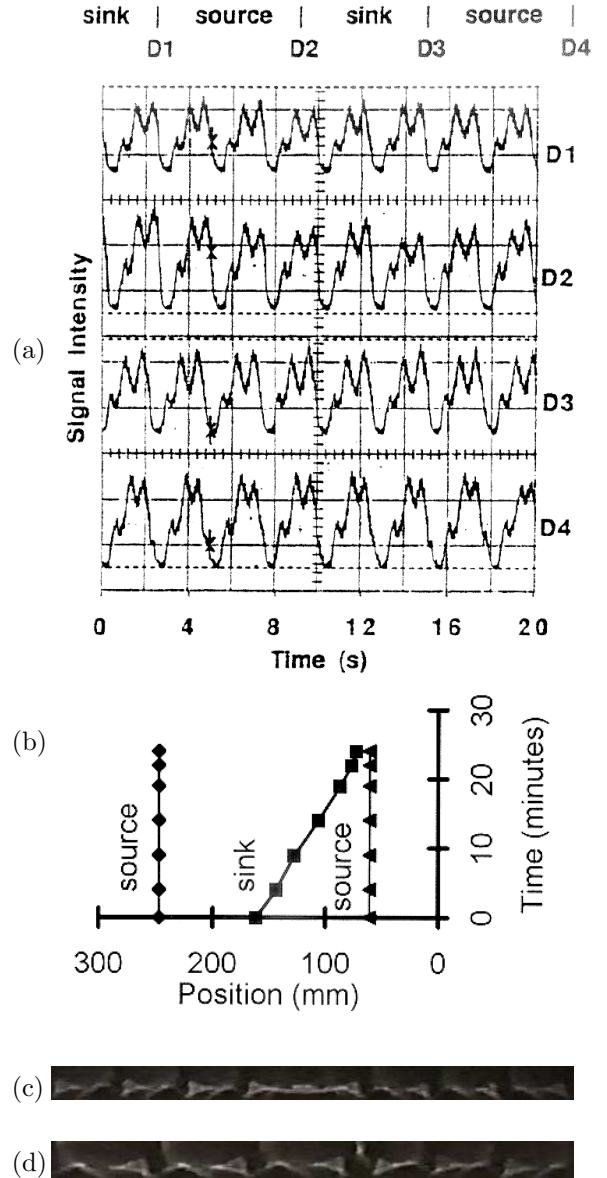 sink | source | sink | source |
D1 D2 D3 D4
D1
D2
(a)
Signal Intensity
D3
D4
0 4 8 12 16 20
Time (s)
(b)
source
sink
source
30
20
10
0
Time (minutes)
300 200 100 0
Position (mm)
(c)
(d)